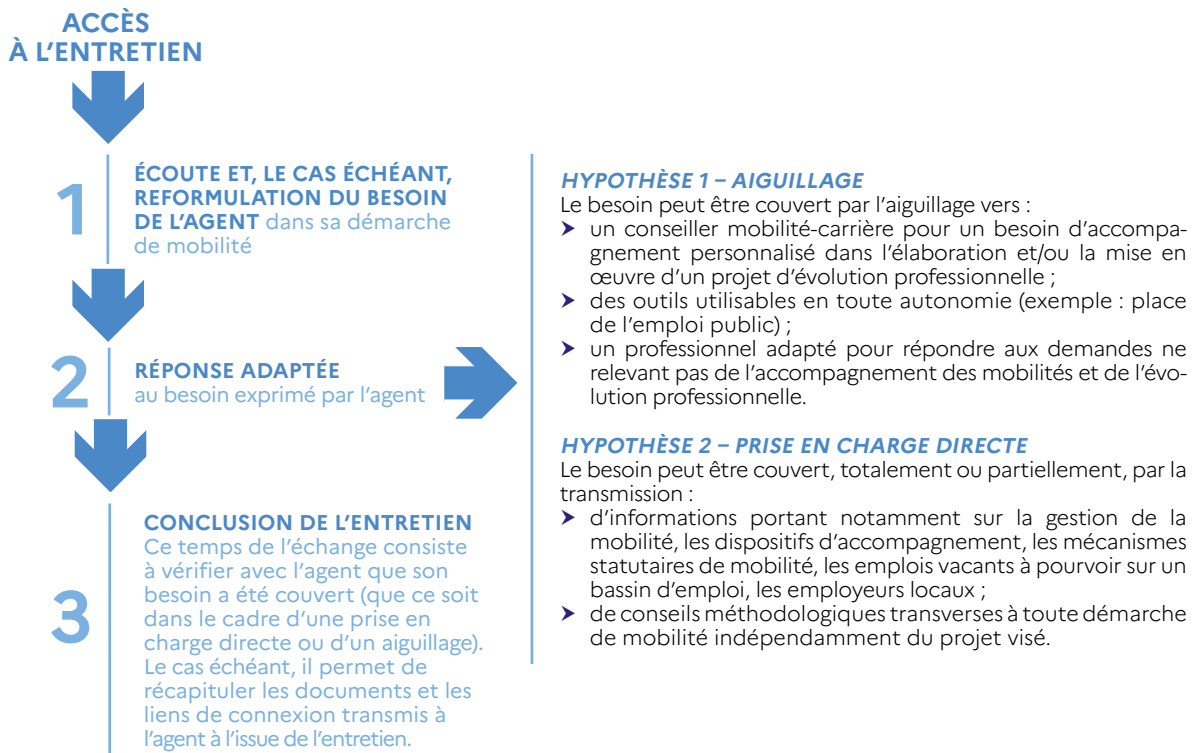 ACCÈS
À L'ENTRETIEN
1
ÉCOUTE ET, LE CAS ÉCHÉANT,
REFORMULATION DU BESOIN
DE L'AGENT dans sa démarche
de mobilité
2
RÉPONSE ADAPTÉE
au besoin exprimé par l'agent
3
CONCLUSION DE L'ENTRETIEN
Ce temps de l'échange consiste
à vérifier avec l'agent que son
besoin a été couvert (que ce soit
dans le cadre d'une prise en
charge directe ou d'un aiguillage).
Le cas échéant, il permet de
récapituler les documents et les
liens de connexion transmis à
l'agent à l'issue de l'entretien.
HYPOTHÈSE 1 – AIGUILLAGE
Le besoin peut être couvert par l'aiguillage vers :
➤ un conseiller mobilité-carrière pour un besoin d'accompa-
gnement personnalisé dans l'élaboration et/ou la mise en
œuvre d'un projet d'évolution professionnelle ;
➤ des outils utilisables en toute autonomie (exemple : place
de l'emploi public) ;
➤ un professionnel adapté pour répondre aux demandes ne
relevant pas de l'accompagnement des mobilités et de l'évo-
lution professionnelle.
HYPOTHÈSE 2 – PRISE EN CHARGE DIRECTE
Le besoin peut être couvert, totalement ou partiellement, par la
transmission :
➤ d'informations portant notamment sur la gestion de la
mobilité, les dispositifs d'accompagnement, les mécanismes
statutaires de mobilité, les emplois vacants à pourvoir sur un
bassin d'emploi, les employeurs locaux ;
➤ de conseils méthodologiques transverses à toute démarche
de mobilité indépendamment du projet visé.